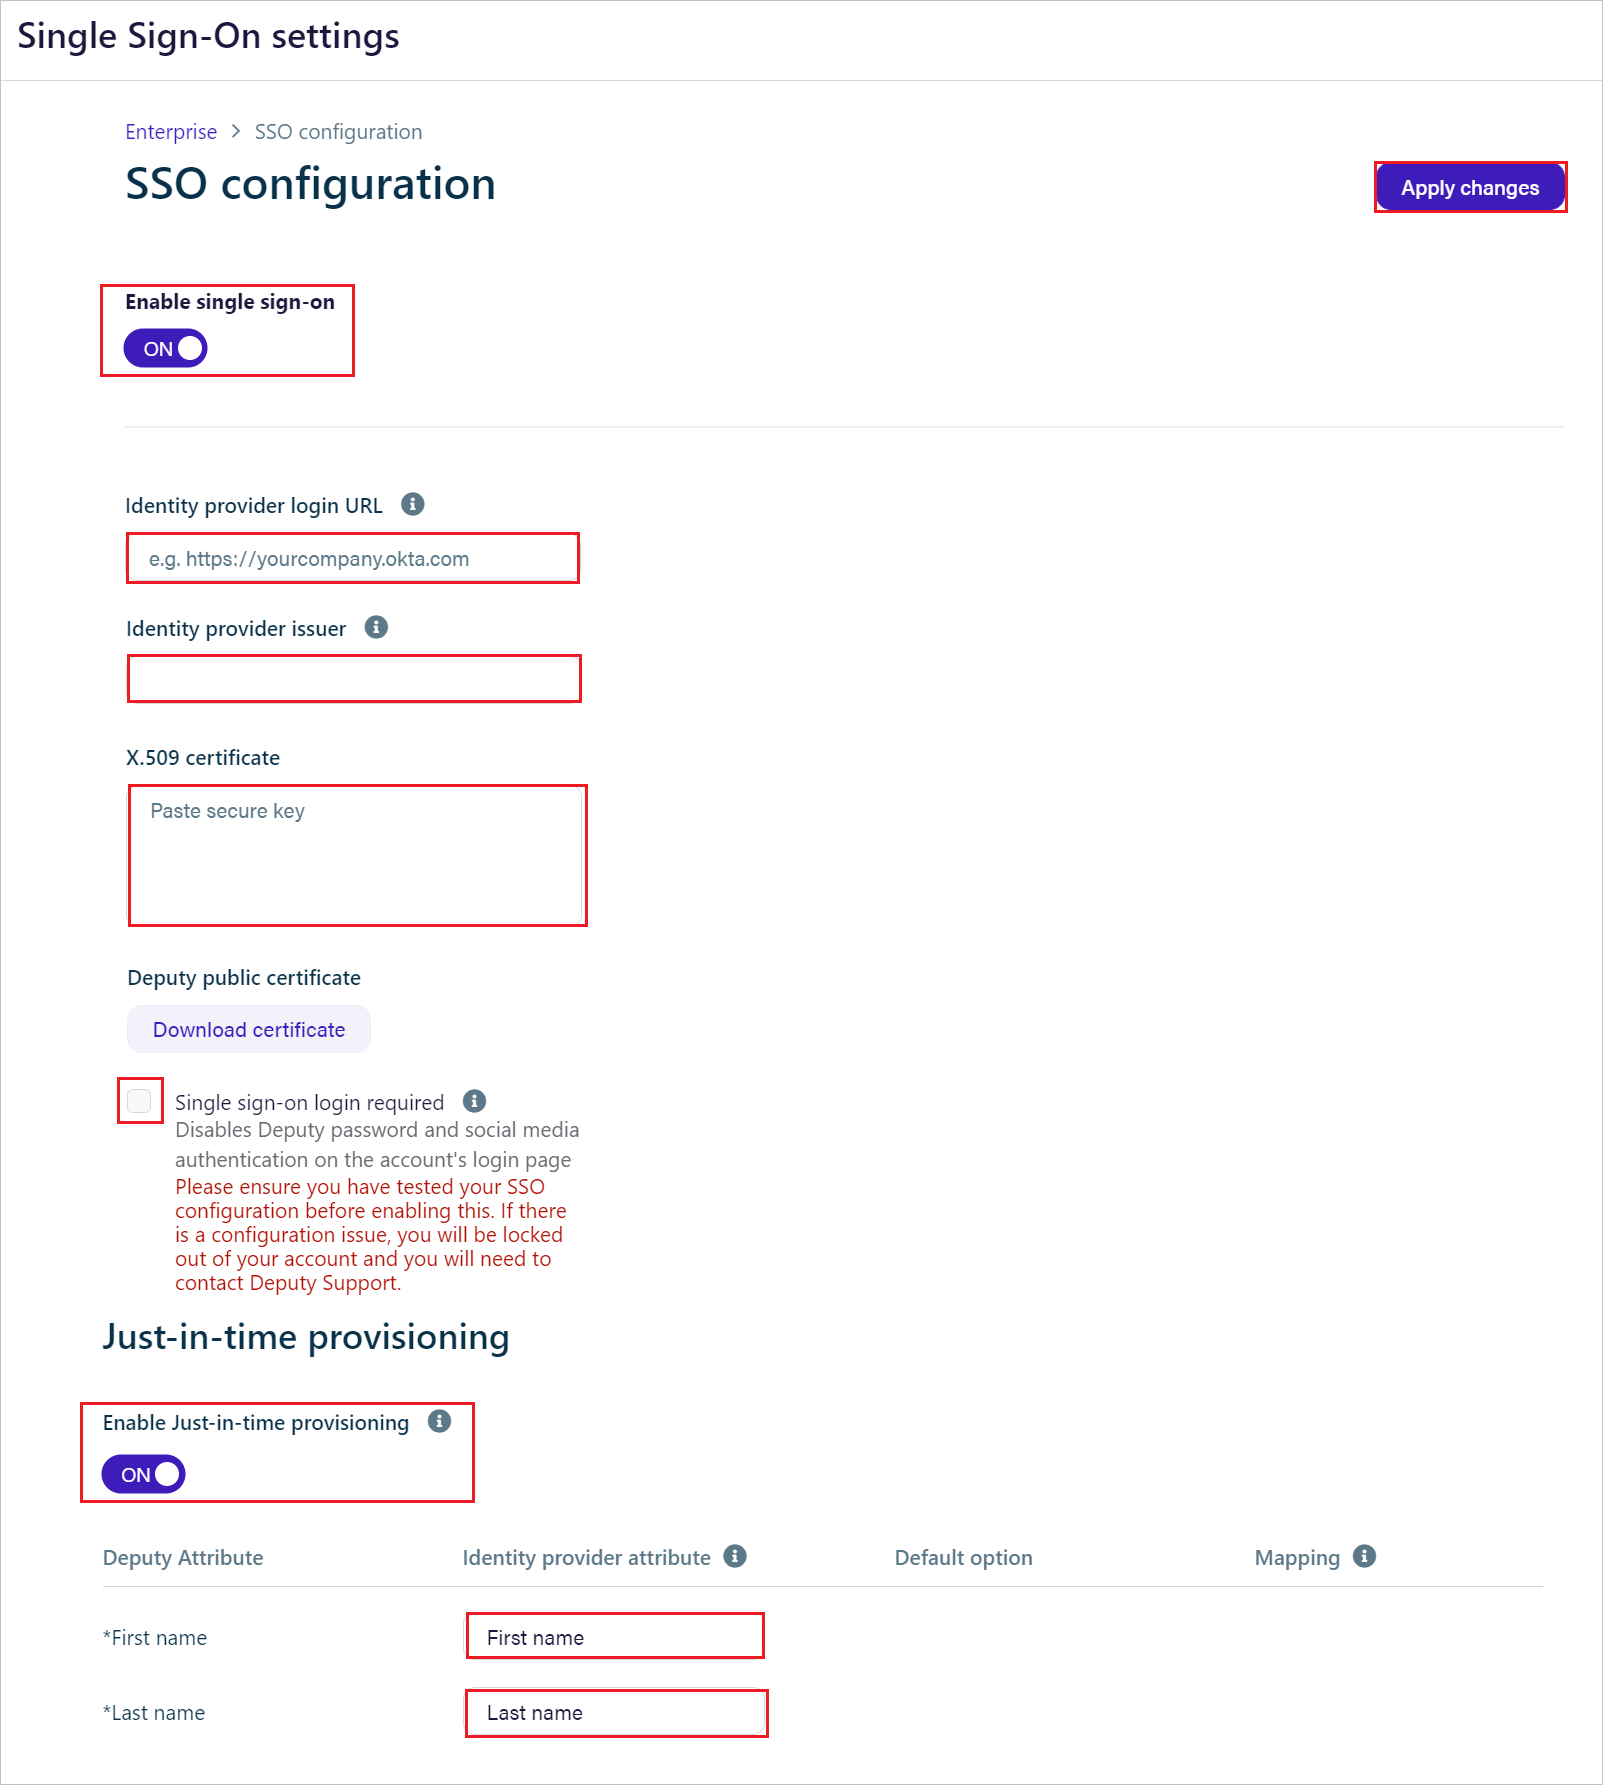 Single Sign-On settings
Enterprise > SSO configuration
SSO configuration
Apply changes
Enable single sign-on
ON
Identity provider login URL
e.g. https://yourcompany.okta.com
Identity provider issuer
X.509 certificate
Paste secure key
Deputy public certificate
Download certificate
Single sign-on login required
Disables Deputy password and social media
authentication on the account's login page
Please ensure you have tested your SSO
configuration before enabling this. If there
is a configuration issue, you will be locked
out of your account and you will need to
contact Deputy Support.
Just-in-time provisioning
Enable Just-in-time provisioning
ON
Deputy Attribute Identity provider attribute Default option Mapping
*First name First name
*Last name Last name